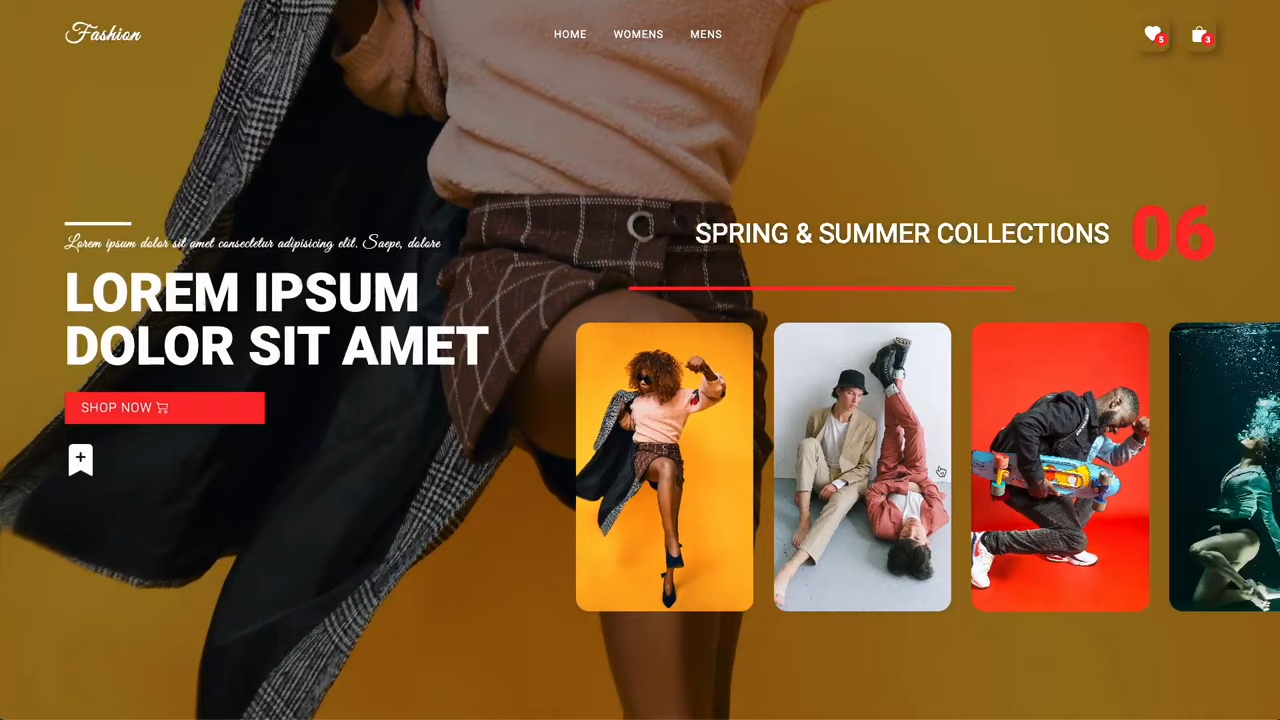 Fashion
HOME WOMENS MENS
5
3
Lorem ipsum dolor sit amet consectetur adipisicing elit. Saepe, dolore
LOREM IPSUM
DOLOR SIT AMET
SHOP NOW
SPRING & SUMMER COLLECTIONS
06